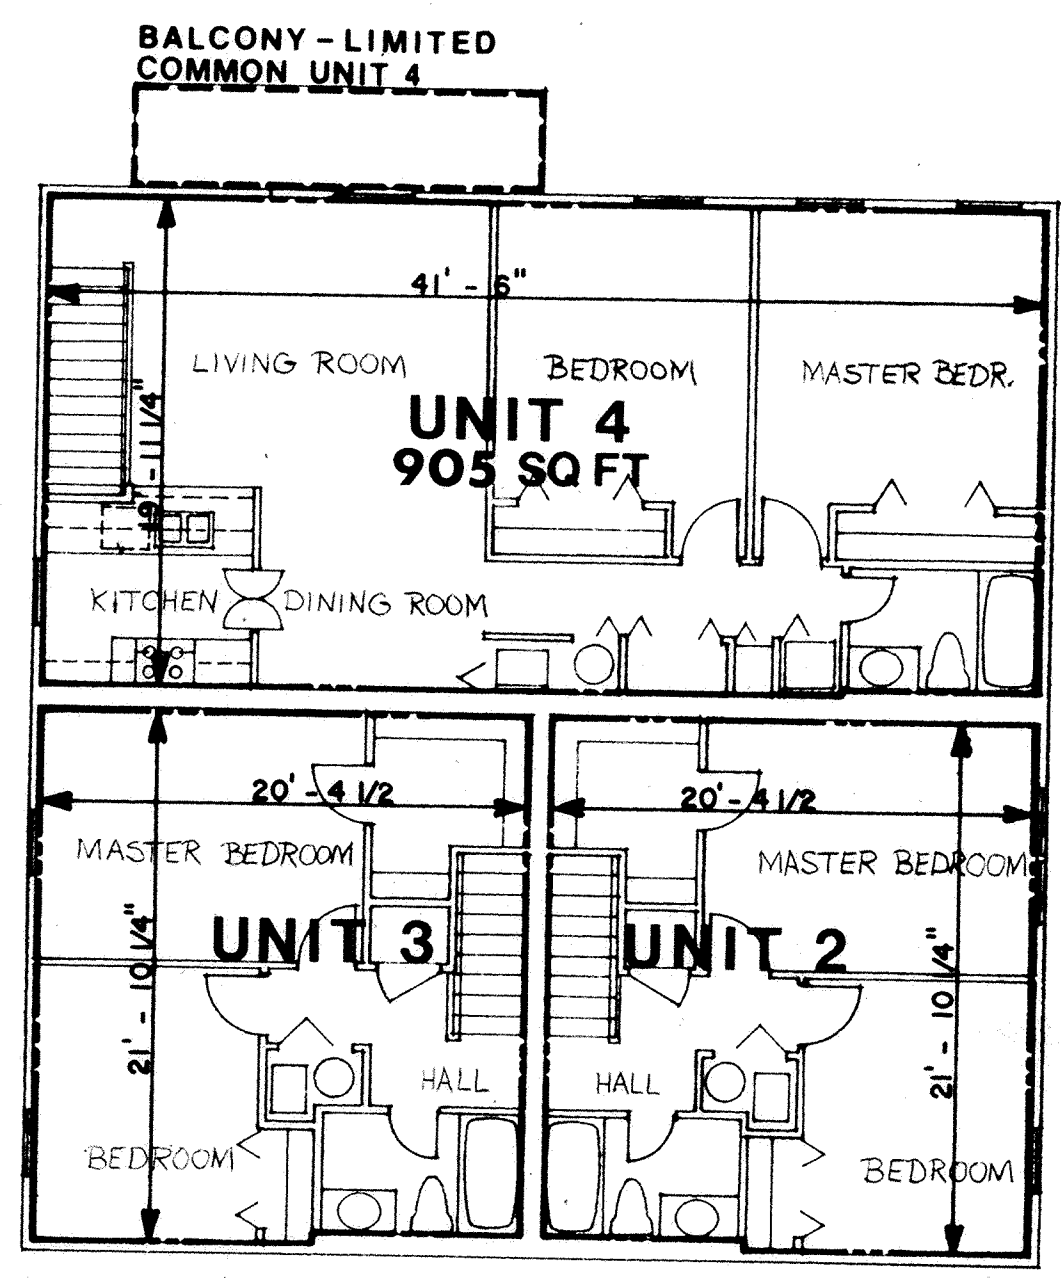 BALCONY - LIMITED
COMMON UNIT 4
41' - 6"
LIVING ROOM
BEDROOM
MASTER BEDR.
19' - 11 1/4"
UNIT 4
905 SQ FT
KITCHEN
DINING ROOM
20' - 4 1/2
20' - 4 1/2
MASTER BEDROOM
MASTER BEDROOM
UNIT 3
UNIT 2
21' - 10 1/4"
21' - 10 1/4"
HALL
HALL
BEDROOM
BEDROOM